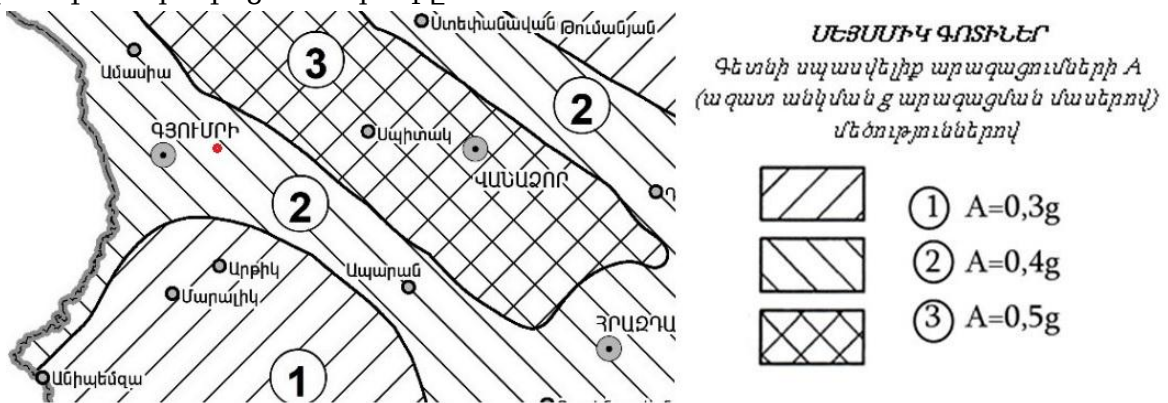 Ստեփանավան Թումանյան
Ամասիա
3
2
ԳՅՈՒՄՐԻ
Սպիտակ
ՎԱՆԱՁՈՐ
2
Արթիկ
Ապարան
Մարալիկ
ՀՐԱԶԴԱ
Անիպեմզա
1
ՍԵՅՍՄԻԿ ԳՈՏԻՆԵՐ
Գետնի սպասվելիք արագացումների A
(ազատ անկման g արագացման մասերով)
մեծություններով
1 A=0,3g
2 A=0,4g
3 A=0,5g